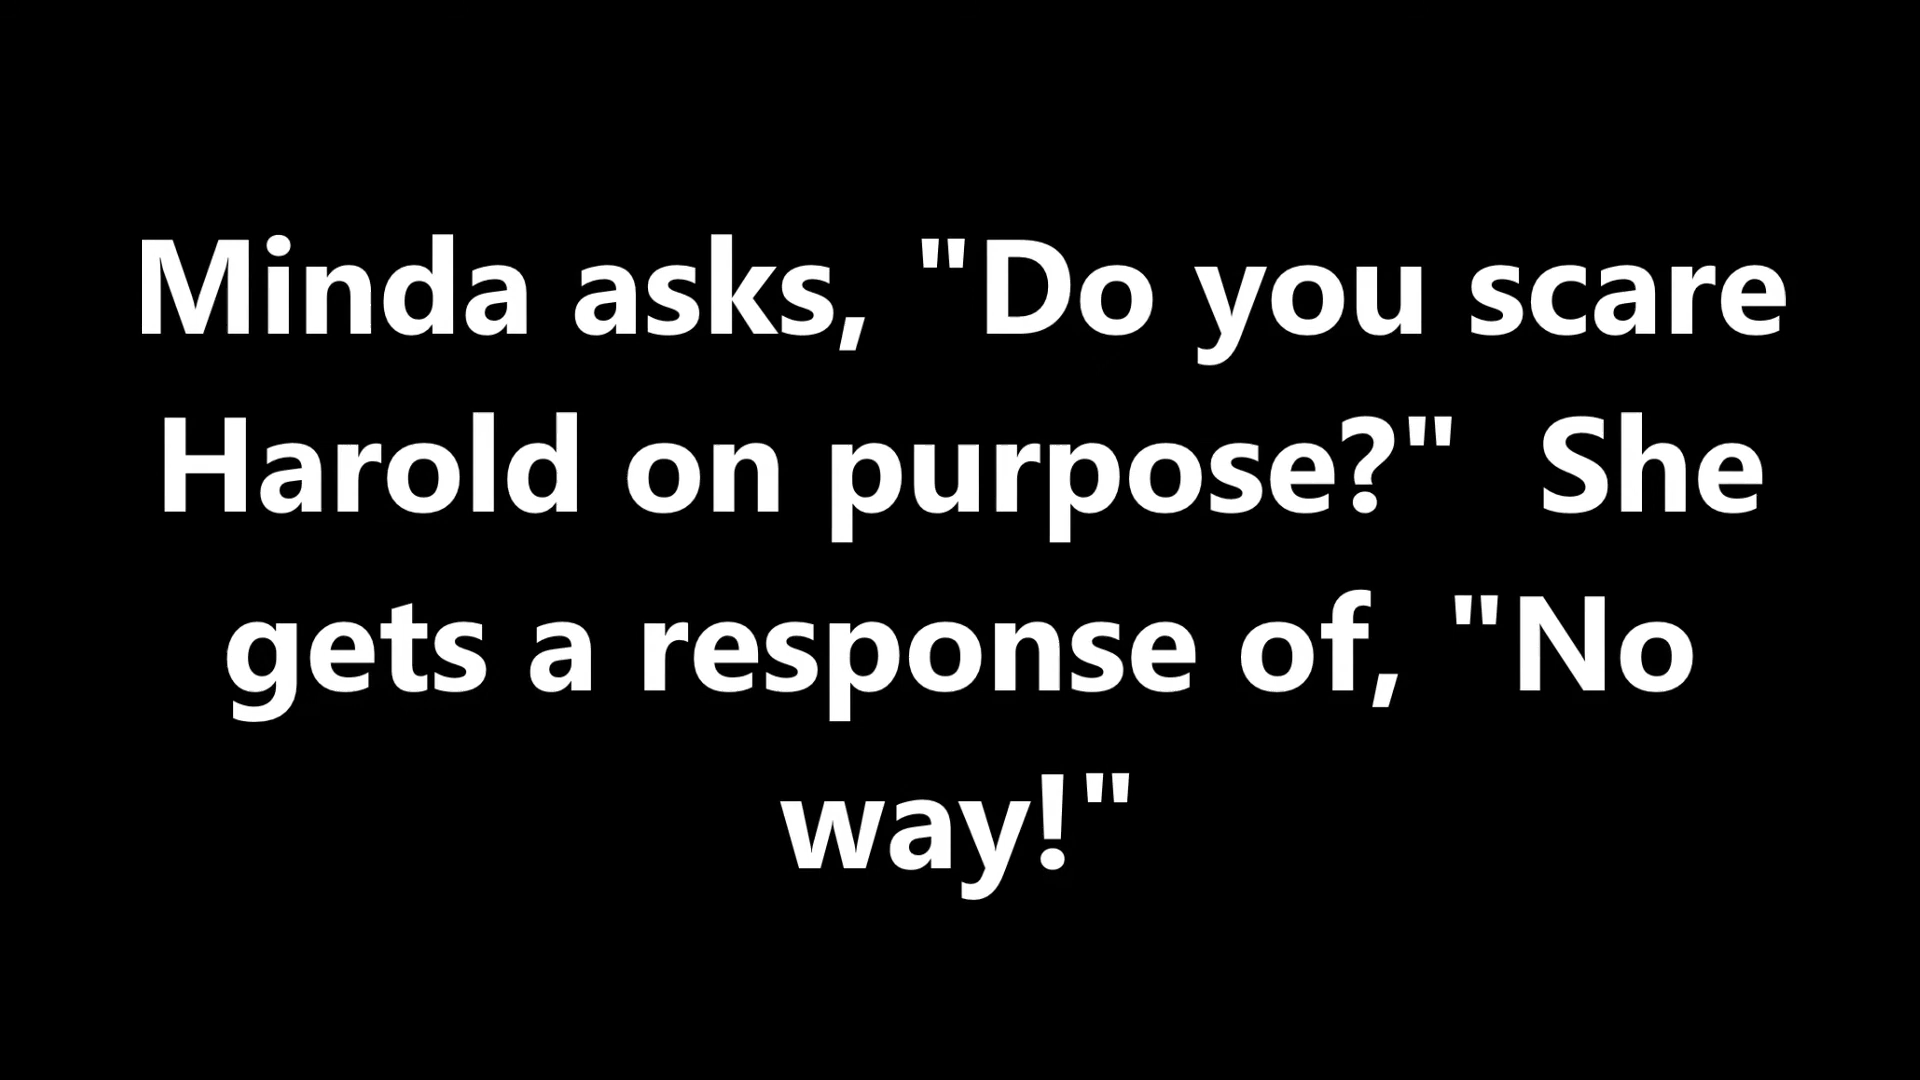 Minda asks, "Do you scare
Harold on purpose?"  She
gets a response of, "No
way!"